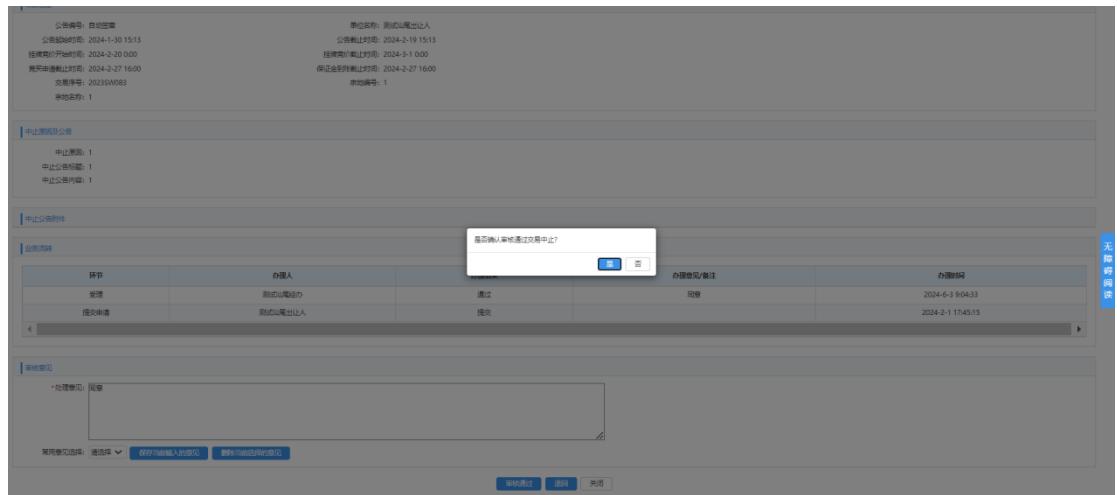 公告编号: 自动签章 单位名称: 测试汕尾出让人
公告起始时间: 2024-1-30 15:13 公告截止时间: 2024-2-19 15:13
挂牌竞价开始时间: 2024-2-20 0:00 挂牌竞价截止时间: 2024-3-1 0:00
竞买申请截止时间: 2024-2-27 16:00 保证金到账截止时间: 2024-2-27 16:00
交易序号: 2023SW083 宗地编号: 1
宗地名称: 1
中止原因及公告
中止原因: 1
中止公告标题: 1
中止公告内容: 1
中止公告附件
是否确认审核通过交易中止?
是 否
业务流转
环节 办理人 办理意见/备注 办理时间
受理 测试汕尾经办 通过 同意 2024-6-3 9:04:33
提交申请 测试汕尾出让人 提交 2024-2-1 17:45:15
审核意见
*处理意见: 同意
常用意见选择: 请选择 保存当前输入的意见 删除当前选择的意见
审核通过 退回 关闭
无障碍阅读